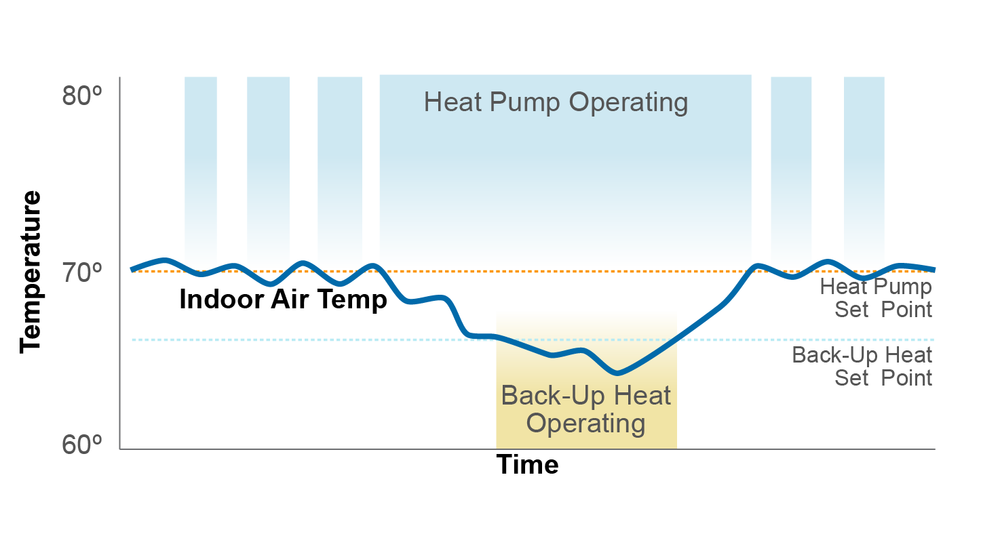 80º
Heat Pump Operating
Temperature
70º
Indoor Air Temp
Heat Pump
Set Point
Back-Up Heat
Set Point
Back-Up Heat
Operating
60º
Time